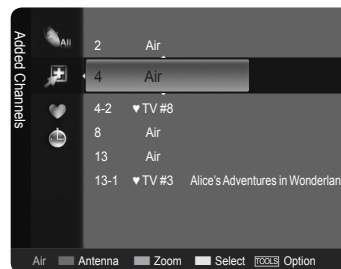 Added Channels
All
2 Air
4 Air
4-2 ♥ TV #8
8 Air
13 Air
13-1 ♥ TV #3 Alice's Adventures in Wonderlan
Air Antenna Zoom Select TOOLS Option